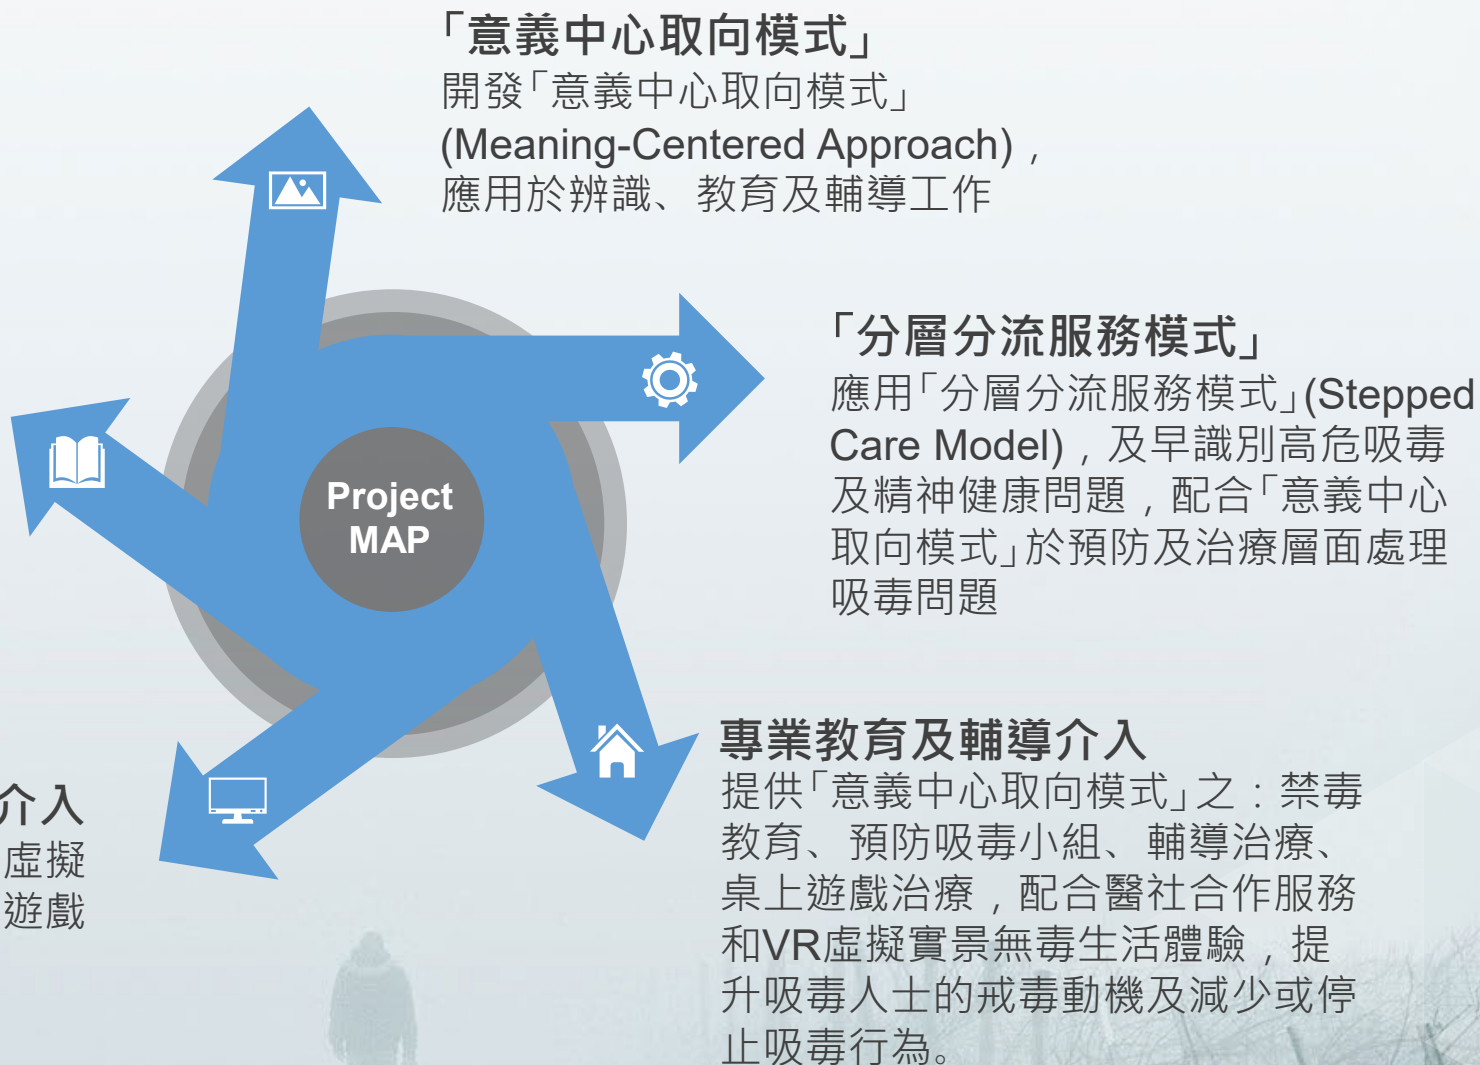 「意義中心取向模式」
開發「意義中心取向模式」
(Meaning-Centered Approach)，
應用於辨識、教育及輔導工作
「分層分流服務模式」
應用「分層分流服務模式」(Stepped
Care Model)，及早識別高危吸毒
及精神健康問題，配合「意義中心
取向模式」於預防及治療層面處理
吸毒問題
Project
MAP
專業教育及輔導介入
提供「意義中心取向模式」之：禁毒
教育、預防吸毒小組、輔導治療、
桌上遊戲治療，配合醫社合作服務
和VR虛擬實景無毒生活體驗，提
升吸毒人士的戒毒動機及減少或停
止吸毒行為。
介入
虛擬
遊戲